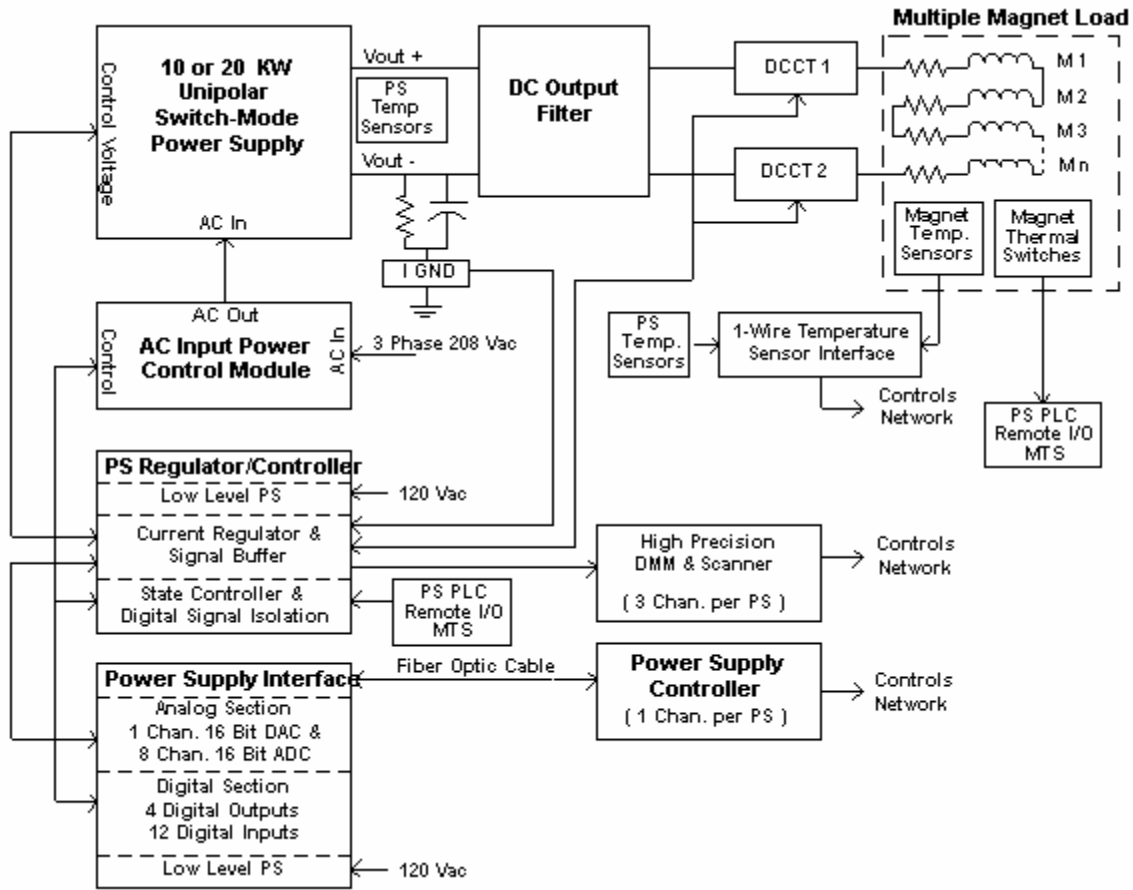 Multiple Magnet Load
10 or 20 KW
Unipolar
Switch-Mode
Power Supply
Control Voltage
AC In
Vout +
PS
Temp
Sensors
Vout -
DC Output
Filter
DCCT 1
DCCT 2
M 1
M 2
M 3
M n
Magnet
Temp.
Sensors
Magnet
Thermal
Switches
I GND
AC Out
AC Input Power
Control Module
Control
AC In
3 Phase 208 Vac
PS
Temp.
Sensors
1-Wire Temperature
Sensor Interface
Controls
Network
PS PLC
Remote I/O
MTS
PS Regulator/Controller
Low Level PS
120 Vac
Current Regulator &
Signal Buffer
State Controller &
Digital Signal Isolation
PS PLC
Remote I/O
MTS
High Precision
DMM & Scanner
( 3 Chan. per PS )
Controls
Network
Power Supply Interface
Analog Section
1 Chan. 16 Bit DAC &
8 Chan. 16 Bit ADC
Digital Section
4 Digital Outputs
12 Digital Inputs
Low Level PS
120 Vac
Fiber Optic Cable
Power Supply
Controller
( 1 Chan. per PS )
Controls
Network